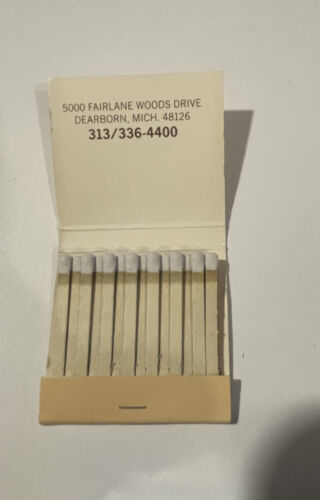 5000 FAIRLANE WOODS DRIVE
DEARBORN, MICH. 48126
313/336-4400